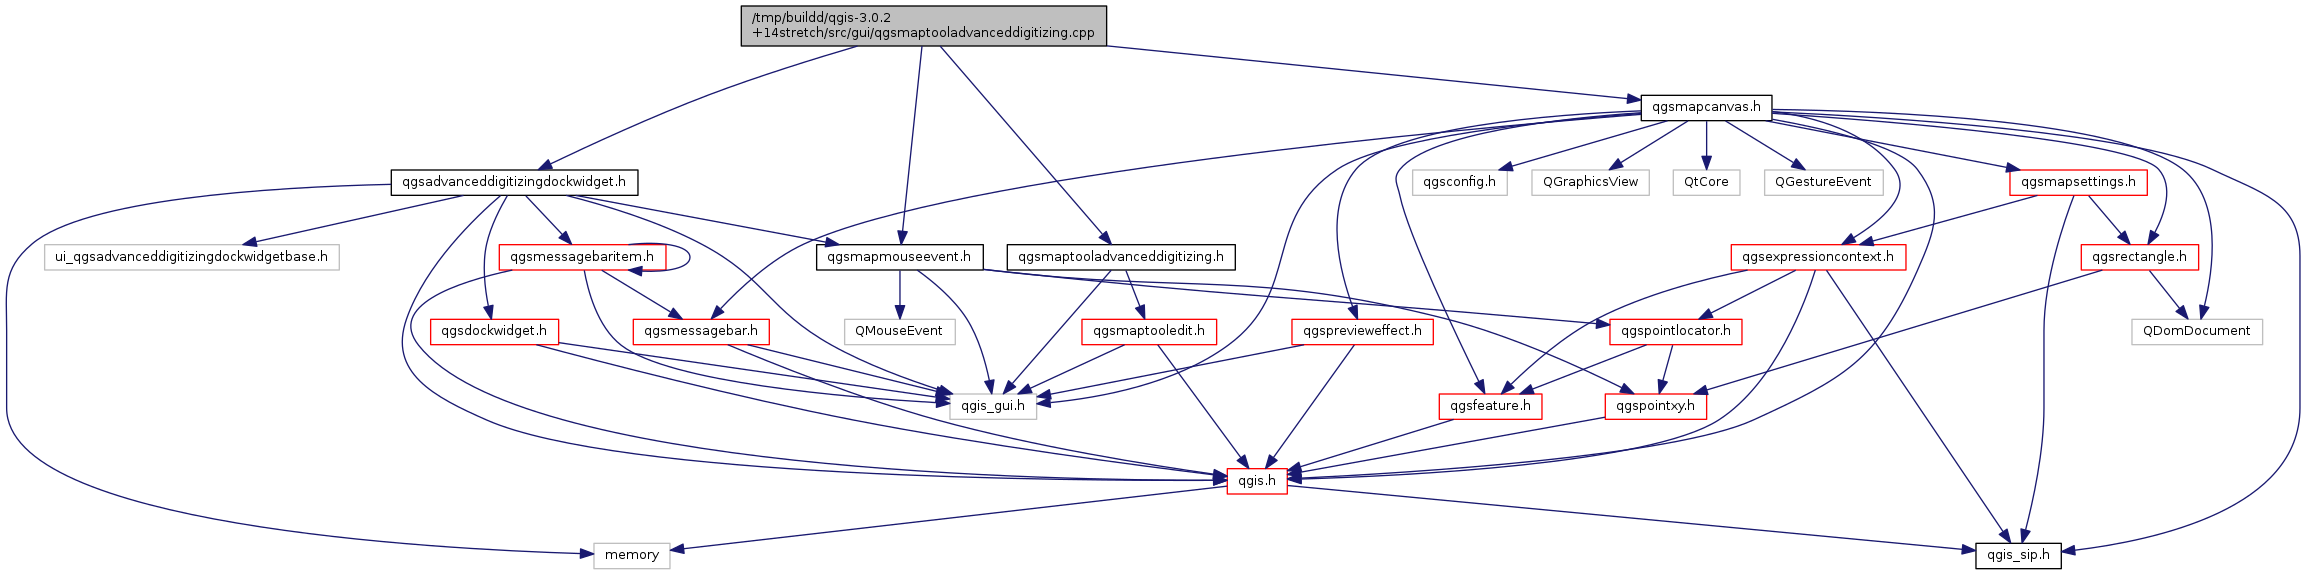 /tmp/buildd/qgis-3.0.2
+14stretch/src/gui/qgsmaptooladvanceddigitizing.cpp
qgsmapcanvas.h
qgsadvanceddigitizingdockwidget.h
qgsconfig.h
QGraphicsView
QtCore
QGestureEvent
qgsmapsettings.h
ui_qgsadvanceddigitizingdockwidgetbase.h
qgsmessagebaritem.h
qgsmapmouseevent.h
qgsmaptooladvanceddigitizing.h
qgsexpressioncontext.h
qgsrectangle.h
qgsdockwidget.h
qgsmessagebar.h
QMouseEvent
qgsmaptooledit.h
qgsprevieweffect.h
qgspointlocator.h
QDomDocument
qgis_gui.h
qgsfeature.h
qgspointxy.h
qgis.h
memory
qgis_sip.h